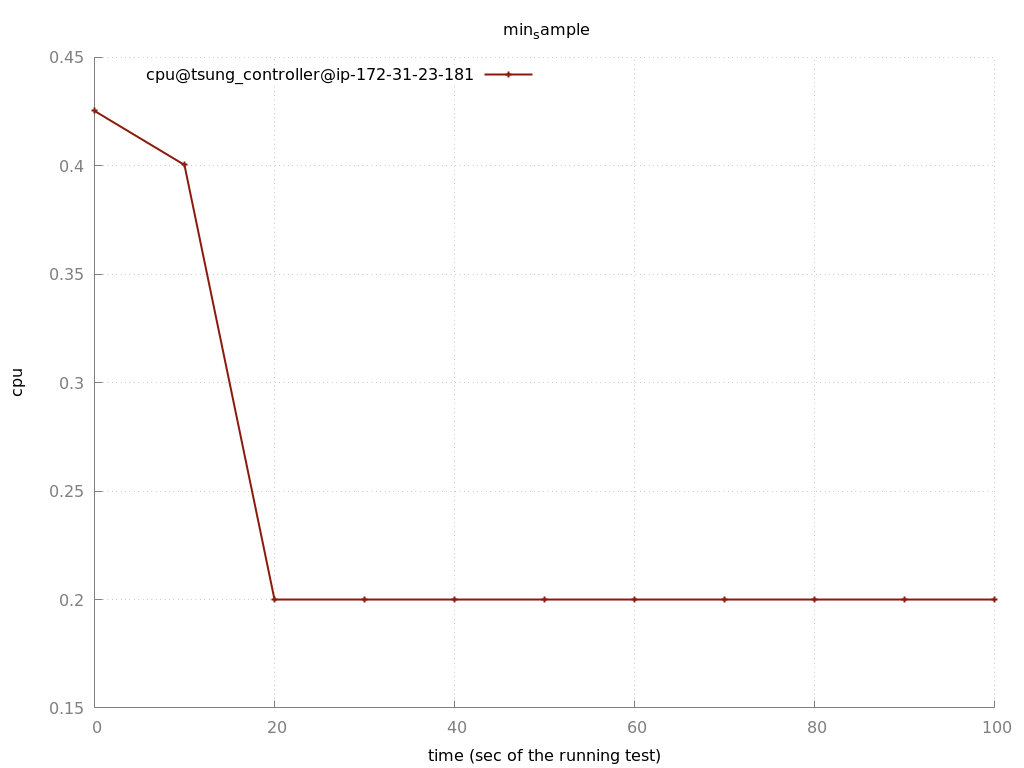 min_sample
0.45
cpu@tsung_controller@ip-172-31-23-181
0.4
0.35
0.3
cpu
0.25
0.2
0.15
0 20 40 60 80 100
time (sec of the running test)